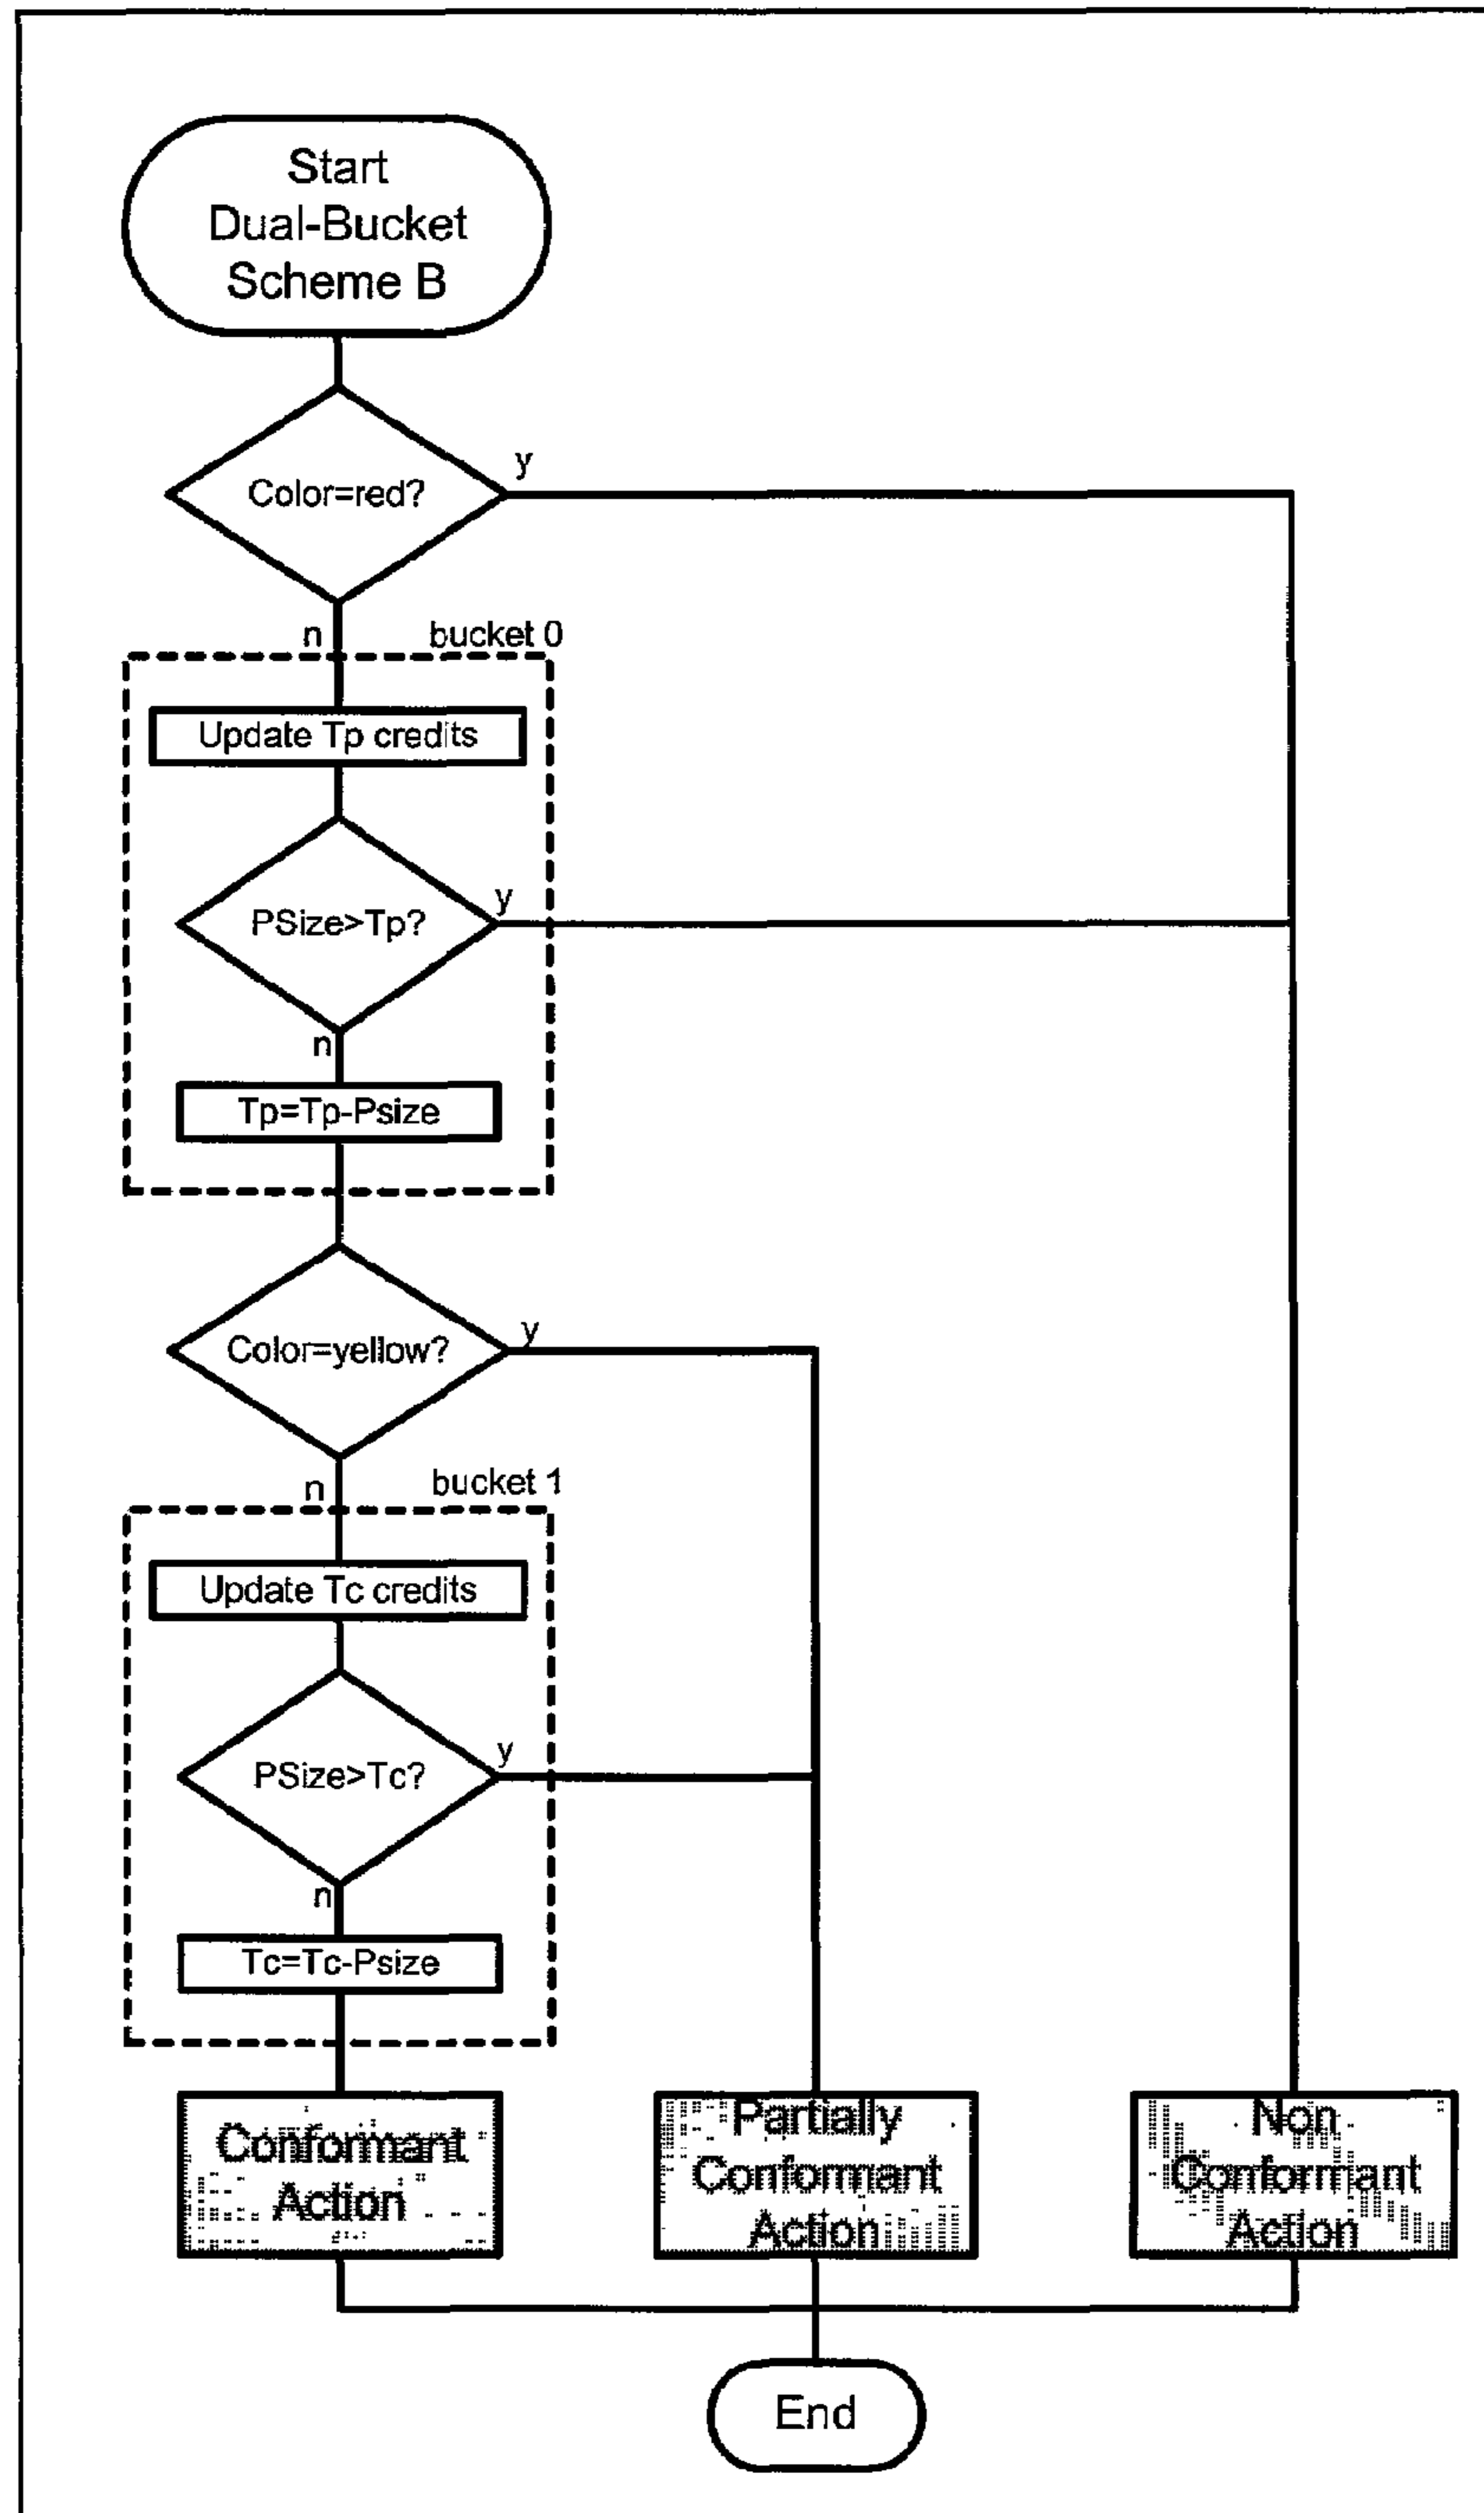 Start
Dual-Bucket
Scheme B
y
Color=red?
n
bucket 0
Update Tp credits
y
PSize>Tp?
n
Tp=Tp-Psize
y
Color=yellow?
n
bucket 1
Update Tc credits
y
PSize>Tc?
n
Tc=Tc-Psize
Conformant
Action
Partially
Conformant
Action
Non
Conformant
Action
End